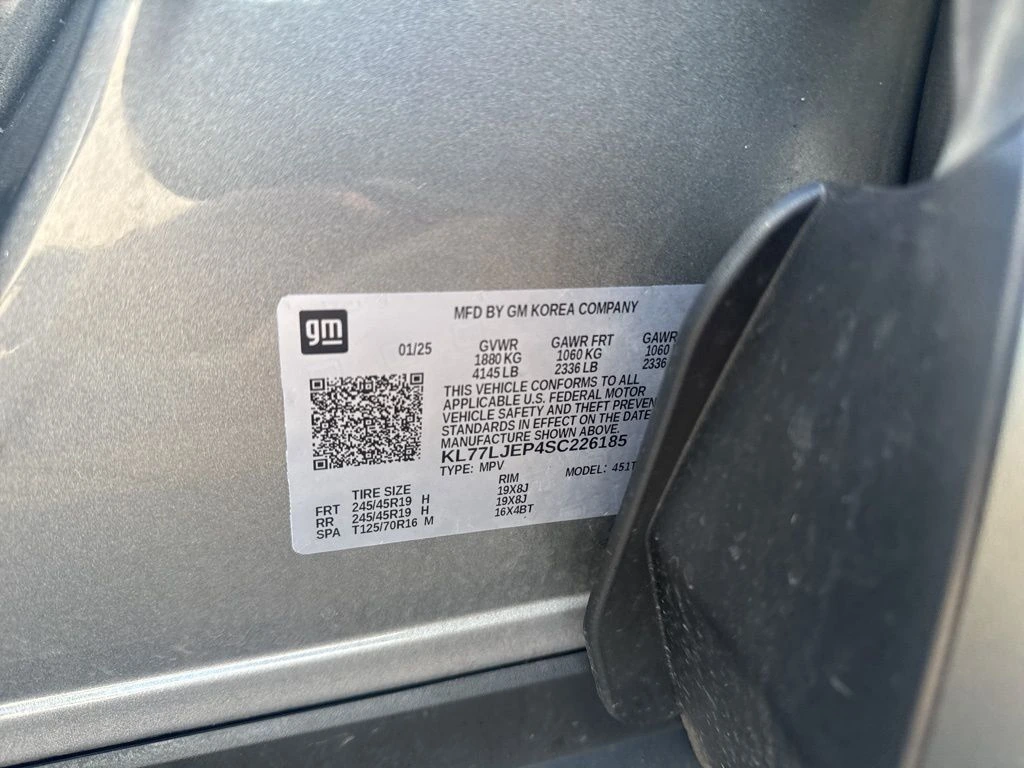 gm
MFD BY GM KOREA COMPANY
01/25 GVWR GAWR FRT GAWR
1880 KG 1060 KG 1060
4145 LB 2336 LB 2336
THIS VEHICLE CONFORMS TO ALL
APPLICABLE U.S. FEDERAL MOTOR
VEHICLE SAFETY AND THEFT PREVEN
STANDARDS IN EFFECT ON THE DATE
MANUFACTURE SHOWN ABOVE.
KL77LJEP4SC226185
TYPE: MPV MODEL: 451T
TIRE SIZE RIM
FRT 245/45R19 H 19X8J
RR 245/45R19 H 19X8J
SPA T125/70R16 M 16X4BT